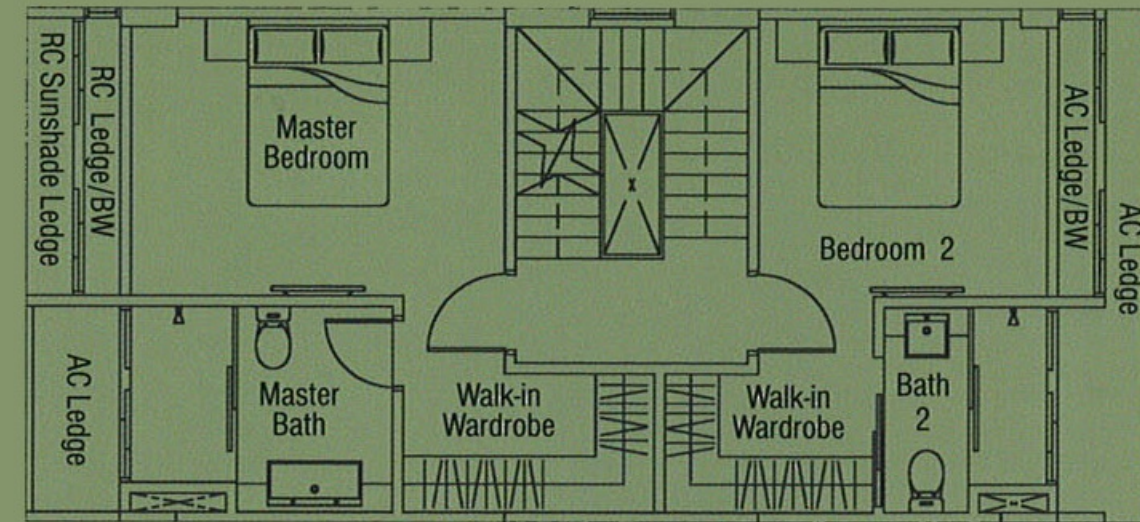 RC Sunshade Ledge
RC Ledge/BW
Master
Bedroom
Bedroom 2
AC Ledge/BW
AC Ledge
AC Ledge
Master
Bath
Walk-in
Wardrobe
Walk-in
Wardrobe
Bath
2